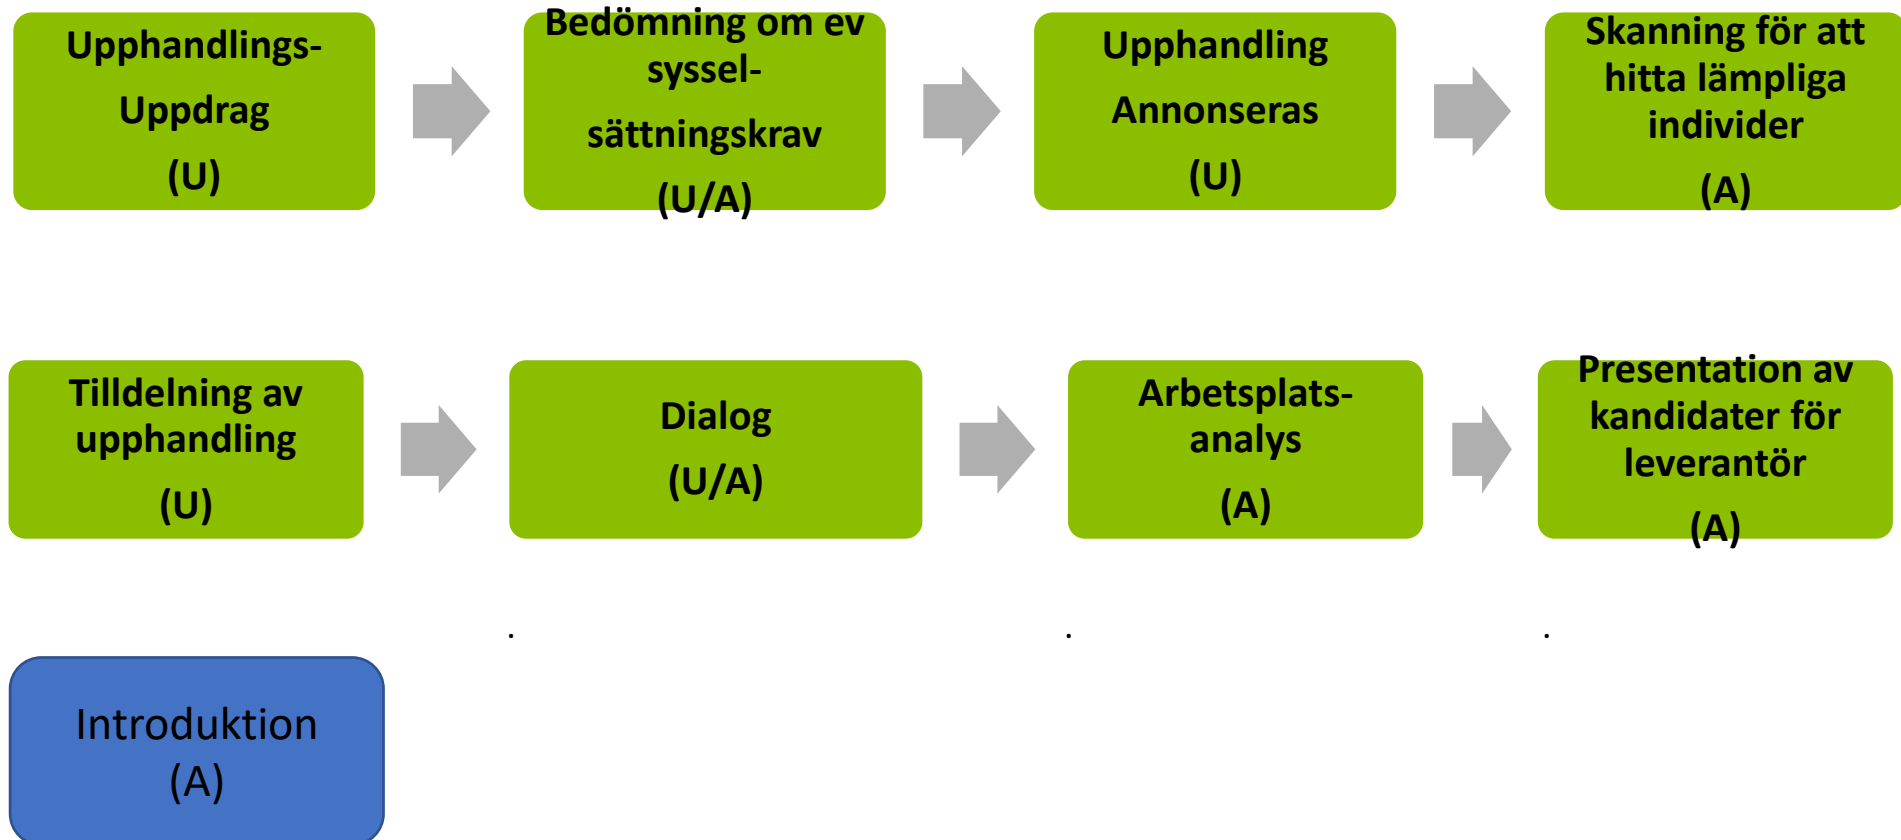 Upphandlings-
Uppdrag
(U)
Bedömning om ev
syssel-
sättningskrav
(U/A)
Upphandling
Annonseras
(U)
Skanning för att
hitta lämpliga
individer
(A)
Tilldelning av
upphandling
(U)
Dialog
(U/A)
Arbetsplats-
analys
(A)
Presentation av
kandidater för
leverantör
(A)
.
.
.
Introduktion
(A)